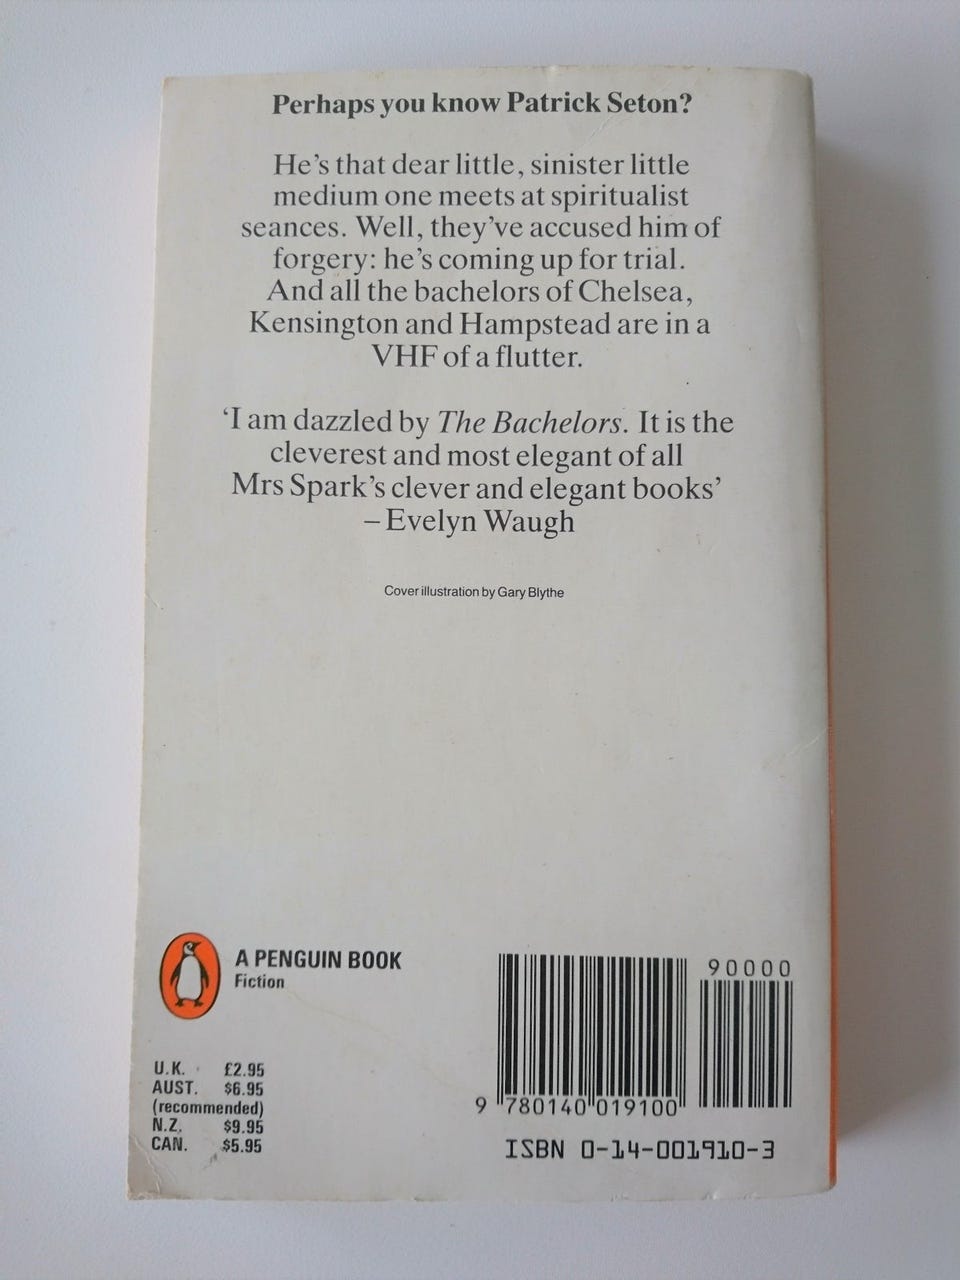 Perhaps you know Patrick Seton?
He's that dear little, sinister little
medium one meets at spiritualist
seances. Well, they've accused him of
forgery: he's coming up for trial.
And all the bachelors of Chelsea,
Kensington and Hampstead are in a
VHF of a flutter.
'I am dazzled by The Bachelors. It is the
cleverest and most elegant of all
Mrs Spark's clever and elegant books'
– Evelyn Waugh
Cover illustration by Gary Blythe
A PENGUIN BOOK
Fiction
U.K. £2.95
AUST. $6.95
(recommended)
N.Z. $9.95
CAN. $5.95
90000
9 780140 019100
ISBN 0-14-001910-3